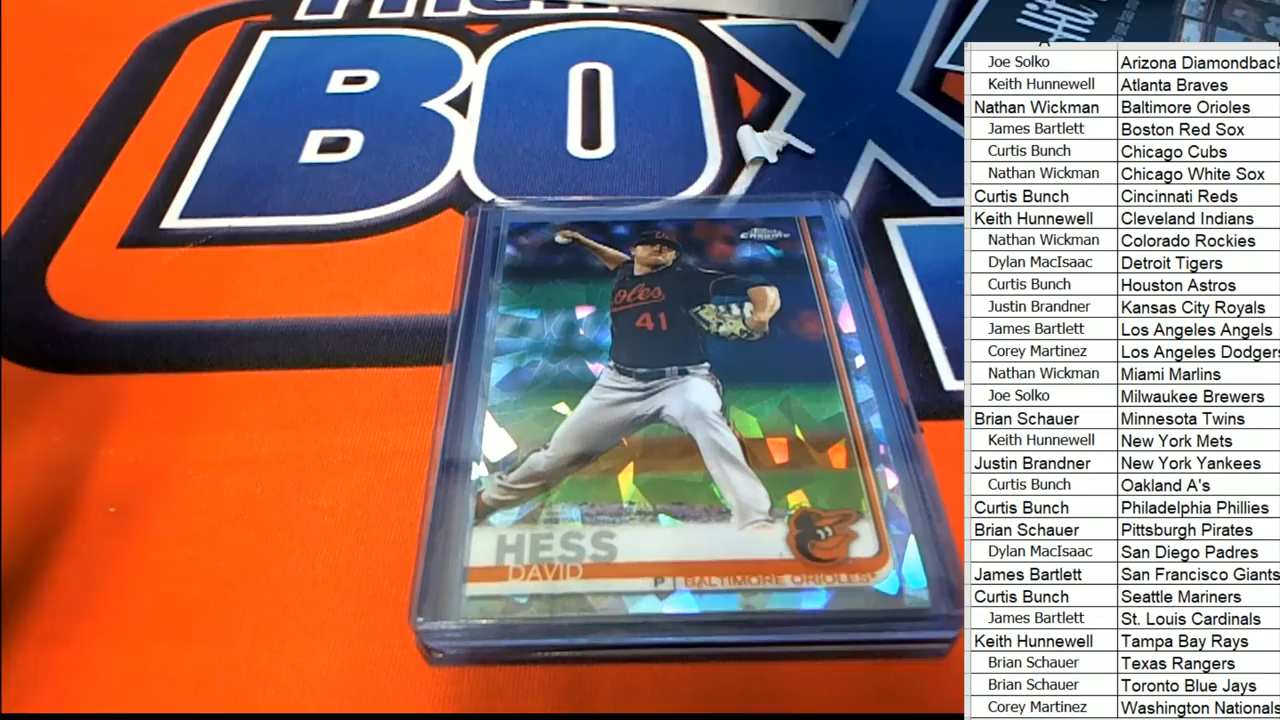 BOX
Hit
Topps
CHROME
oles
41
HESS
DAVID
P BALTIMORE ORIOLES
Joe Solko Arizona Diamondback
Keith Hunnewell Atlanta Braves
Nathan Wickman Baltimore Orioles
James Bartlett Boston Red Sox
Curtis Bunch Chicago Cubs
Nathan Wickman Chicago White Sox
Curtis Bunch Cincinnati Reds
Keith Hunnewell Cleveland Indians
Nathan Wickman Colorado Rockies
Dylan MacIsaac Detroit Tigers
Curtis Bunch Houston Astros
Justin Brandner Kansas City Royals
James Bartlett Los Angeles Angels
Corey Martinez Los Angeles Dodgers
Nathan Wickman Miami Marlins
Joe Solko Milwaukee Brewers
Brian Schauer Minnesota Twins
Keith Hunnewell New York Mets
Justin Brandner New York Yankees
Curtis Bunch Oakland A's
Curtis Bunch Philadelphia Phillies
Brian Schauer Pittsburgh Pirates
Dylan MacIsaac San Diego Padres
James Bartlett San Francisco Giants
Curtis Bunch Seattle Mariners
James Bartlett St. Louis Cardinals
Keith Hunnewell Tampa Bay Rays
Brian Schauer Texas Rangers
Brian Schauer Toronto Blue Jays
Corey Martinez Washington Nationals